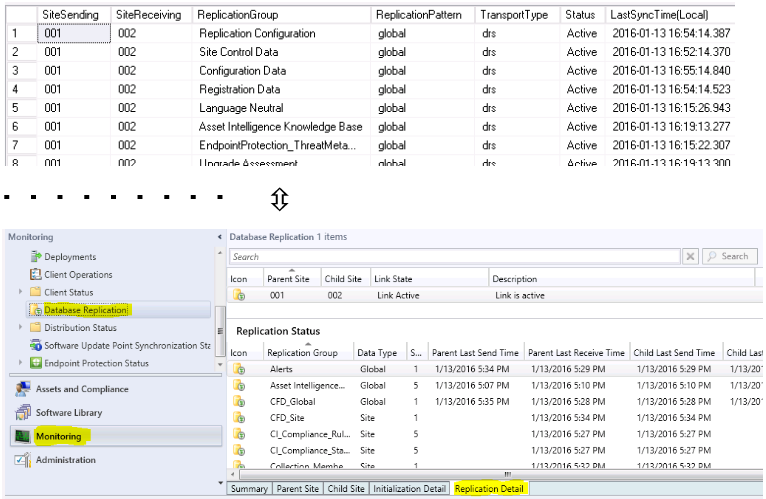 SiteSending SiteReceiving ReplicationGroup ReplicationPattern TransportType Status LastSyncTime(Local)
1 001 002 Replication Configuration global drs Active 2016-01-13 16:54:14.387
2 001 002 Site Control Data global drs Active 2016-01-13 16:52:14.370
3 001 002 Configuration Data global drs Active 2016-01-13 16:55:14.840
4 001 002 Registration Data global drs Active 2016-01-13 16:54:14.523
5 001 002 Language Neutral global drs Active 2016-01-13 16:15:26.943
6 001 002 Asset Intelligence Knowledge Base global drs Active 2016-01-13 16:19:13.277
7 001 002 EndpointProtection_ThreatMeta... global drs Active 2016-01-13 16:15:22.307
8 001 002 Upgrade Assessment global drs Active 2016-01-13 16:19:13.300
Monitoring
Deployments
Client Operations
Client Status
Database Replication
Distribution Status
Software Update Point Synchronization Sta
Endpoint Protection Status
Assets and Compliance
Software Library
Monitoring
Administration
Database Replication 1 items
Search Search
Icon Parent Site Child Site Link State Description
001 002 Link Active Link is active
Replication Status
Icon Replication Group Data Type S... Parent Last Send Time Parent Last Receive Time Child Last Send Time Child Las
Alerts Global 1 1/13/2016 5:34 PM 1/13/2016 5:29 PM 1/13/2016 5:29 PM 1/13/201
Asset Intelligence... Global 5 1/13/2016 5:07 PM 1/13/2016 5:10 PM 1/13/2016 5:10 PM 1/13/201
CFD_Global Global 1 1/13/2016 5:35 PM 1/13/2016 5:28 PM 1/13/2016 5:28 PM 1/13/201
CFD_Site Site 1 1/13/2016 5:34 PM 1/13/2016 5:34 PM
CI_Compliance_Rul... Site 5 1/13/2016 5:27 PM 1/13/2016 5:27 PM
CI_Compliance_Sta... Site 5 1/13/2016 5:27 PM 1/13/2016 5:27 PM
Collection_Membe... Site 1 1/13/2016 5:32 PM 1/13/2016 5:32 PM
Summary Parent Site Child Site Initialization Detail Replication Detail